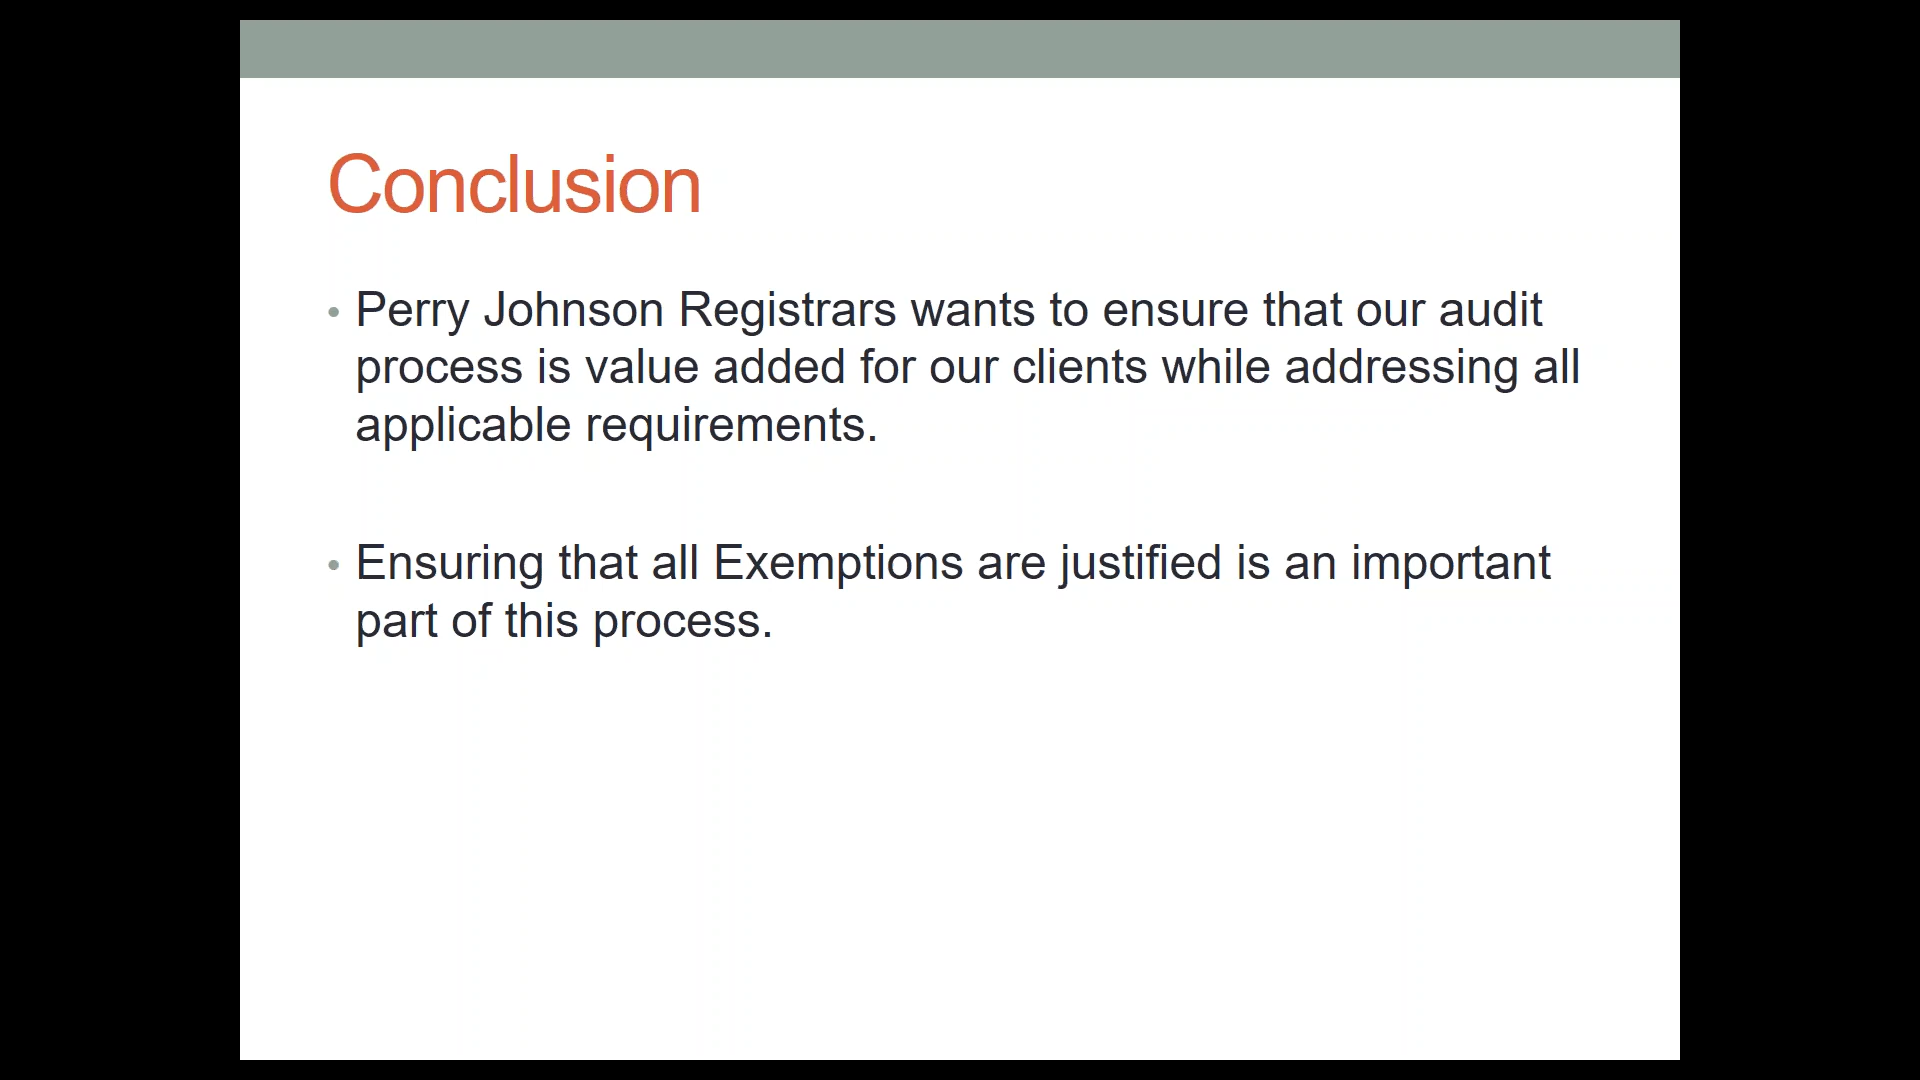 Conclusion
• Perry Johnson Registrars wants to ensure that our audit
process is value added for our clients while addressing all
applicable requirements.
• Ensuring that all Exemptions are justified is an important
part of this process.